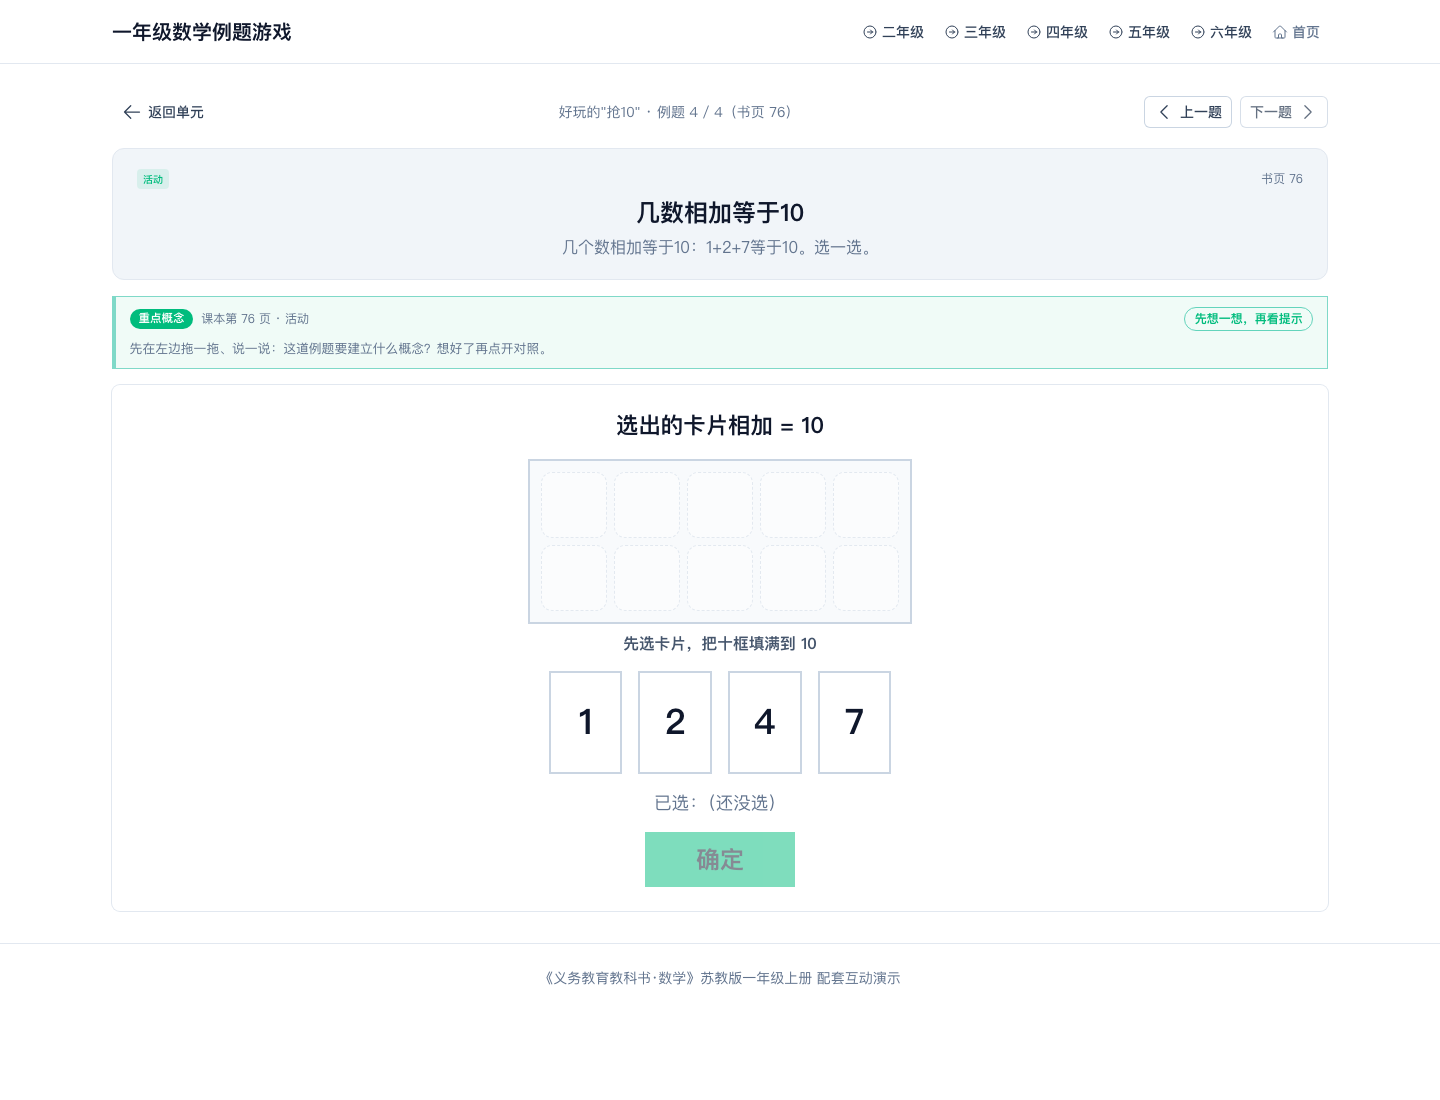 一年级数学例题游戏
二年级 三年级 四年级 五年级 六年级 首页
返回单元
好玩的"抢10" · 例题 4 / 4（书页 76）
上一题 下一题
活动
书页 76
几数相加等于10
几个数相加等于10：1+2+7等于10。选一选。
重点概念 课本第 76 页 · 活动
先想一想，再看提示
先在左边拖一拖、说一说：这道例题要建立什么概念？想好了再点开对照。
选出的卡片相加 = 10
先选卡片，把十框填满到 10
1 2 4 7
已选：（还没选）
确定
《义务教育教科书·数学》苏教版一年级上册 配套互动演示